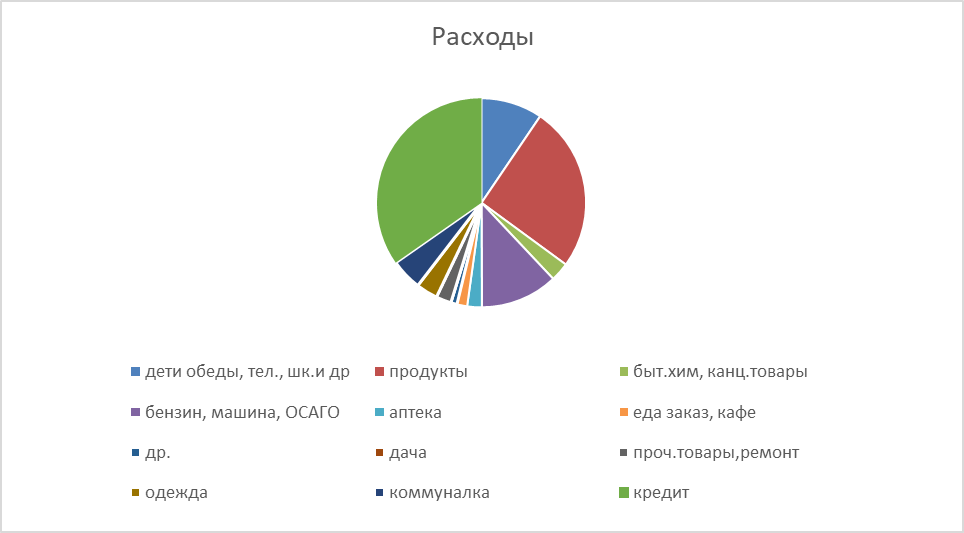 Расходы
дети обеды, тел., шк.и др
продукты
быт.хим, канц.товары
бензин, машина, ОСАГО
аптека
еда заказ, кафе
др.
дача
проч.товары,ремонт
одежда
коммуналка
кредит